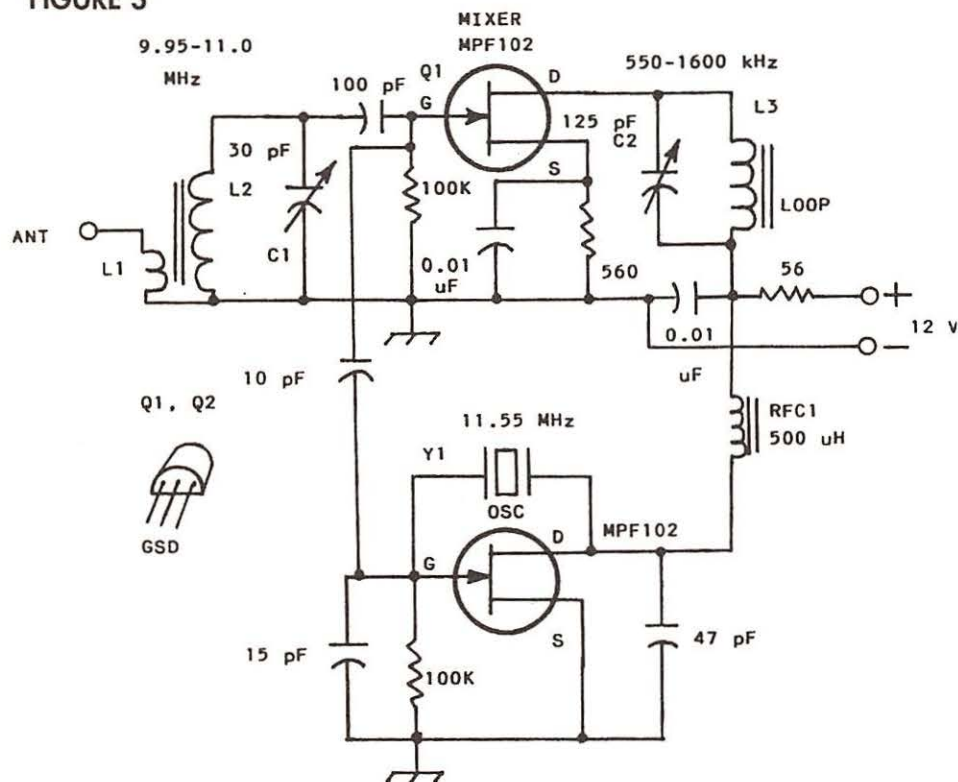 FIGURE 3
MIXER
MPF102
9.95-11.0
MHz
550-1600 kHz
100 pF
Q1
D
G
L3
125 pF
C2
30 pF
L2
100K
S
LOOP
ANT
L1
C1
0.01
uF
560
56
+
0.01
uF
12 V
−
10 pF
Q1, Q2
11.55 MHz
RFC1
500 uH
Y1
OSC
MPF102
D
GSD
G
S
15 pF
100K
47 pF